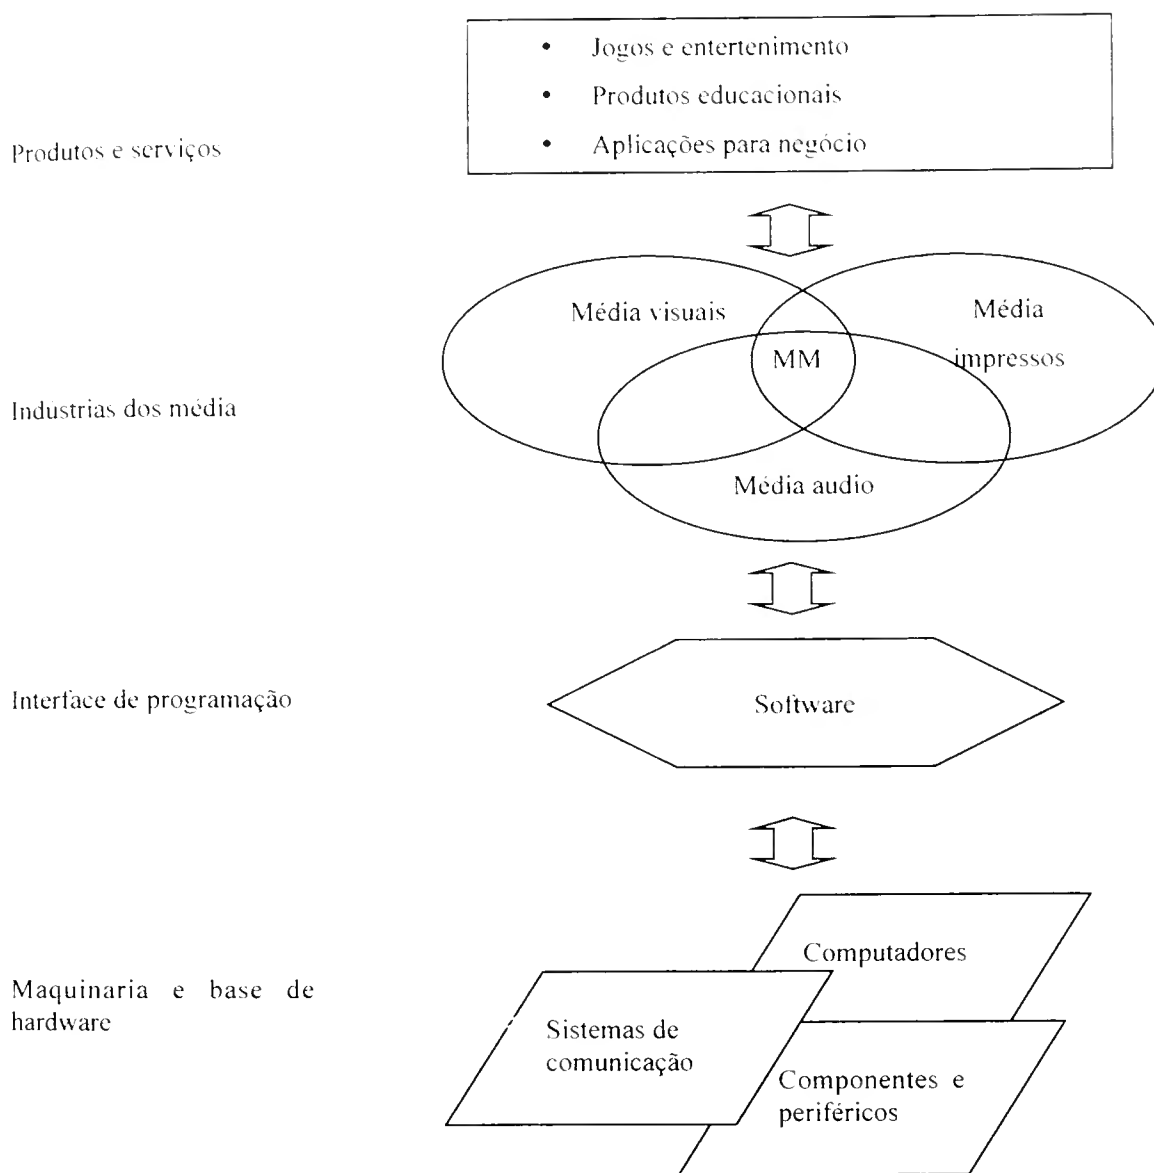 • Jogos e entertenimento
• Produtos educacionais
• Aplicações para negócio
Produtos e serviços
Média visuais
Média
impressos
MM
Industrias dos média
Média audio
Interface de programação
Software
Computadores
Maquinaria e base de
hardware
Sistemas de
comunicação
Componentes e
periféricos